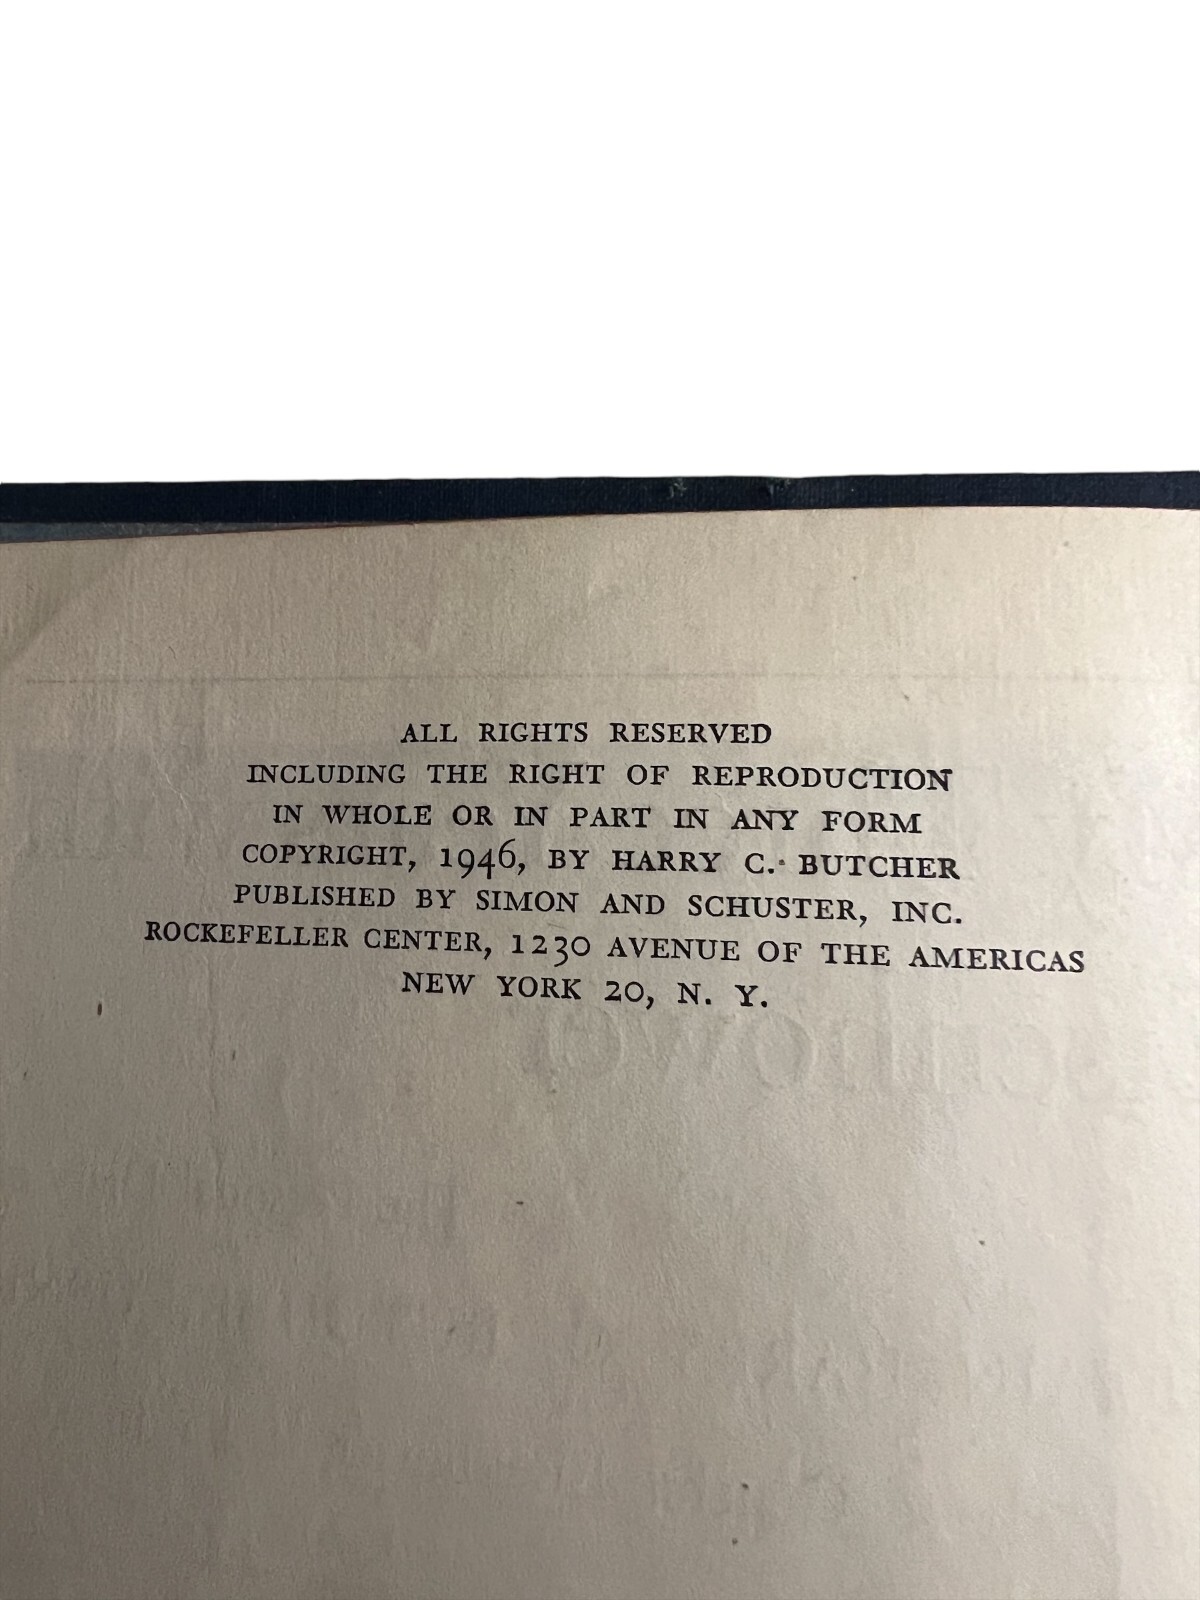 ALL RIGHTS RESERVED
INCLUDING THE RIGHT OF REPRODUCTION
IN WHOLE OR IN PART IN ANY FORM
COPYRIGHT, 1946, BY HARRY C. BUTCHER
PUBLISHED BY SIMON AND SCHUSTER, INC.
ROCKEFELLER CENTER, 1230 AVENUE OF THE AMERICAS
NEW YORK 20, N. Y.